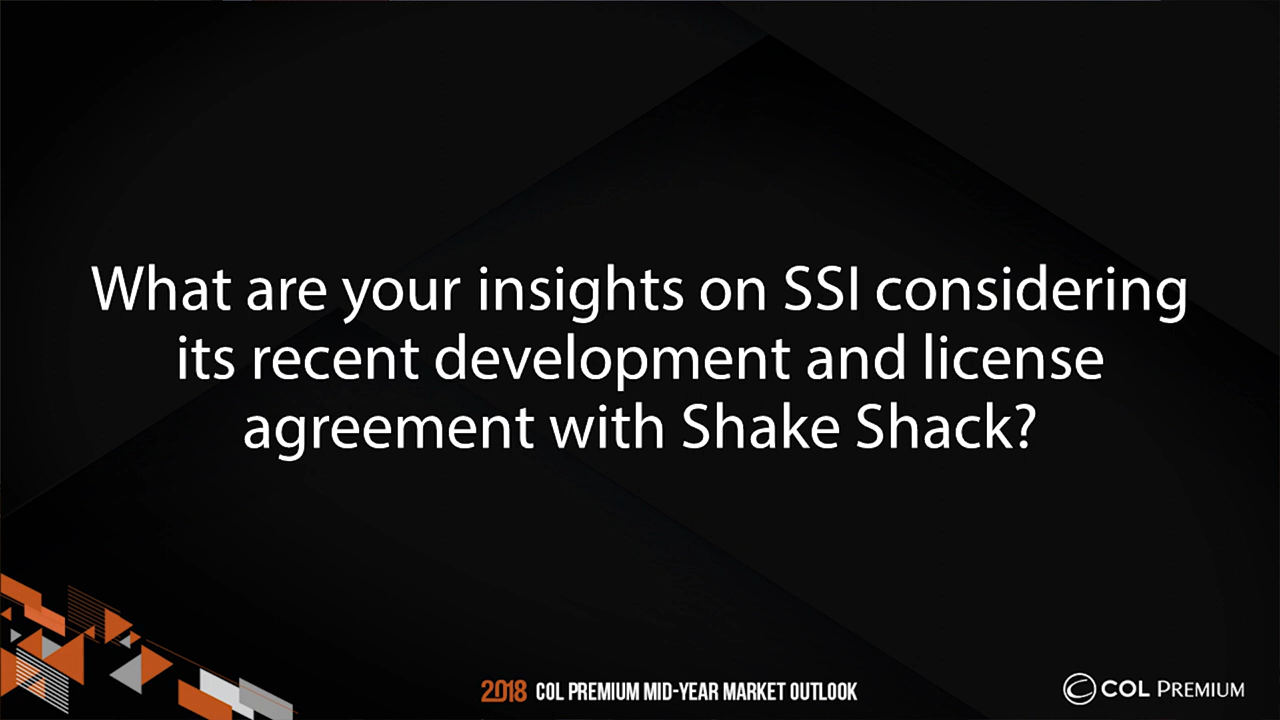 What are your insights on SSI considering
its recent development and license
agreement with Shake Shack?
2018 COL PREMIUM MID-YEAR MARKET OUTLOOK
COL PREMIUM